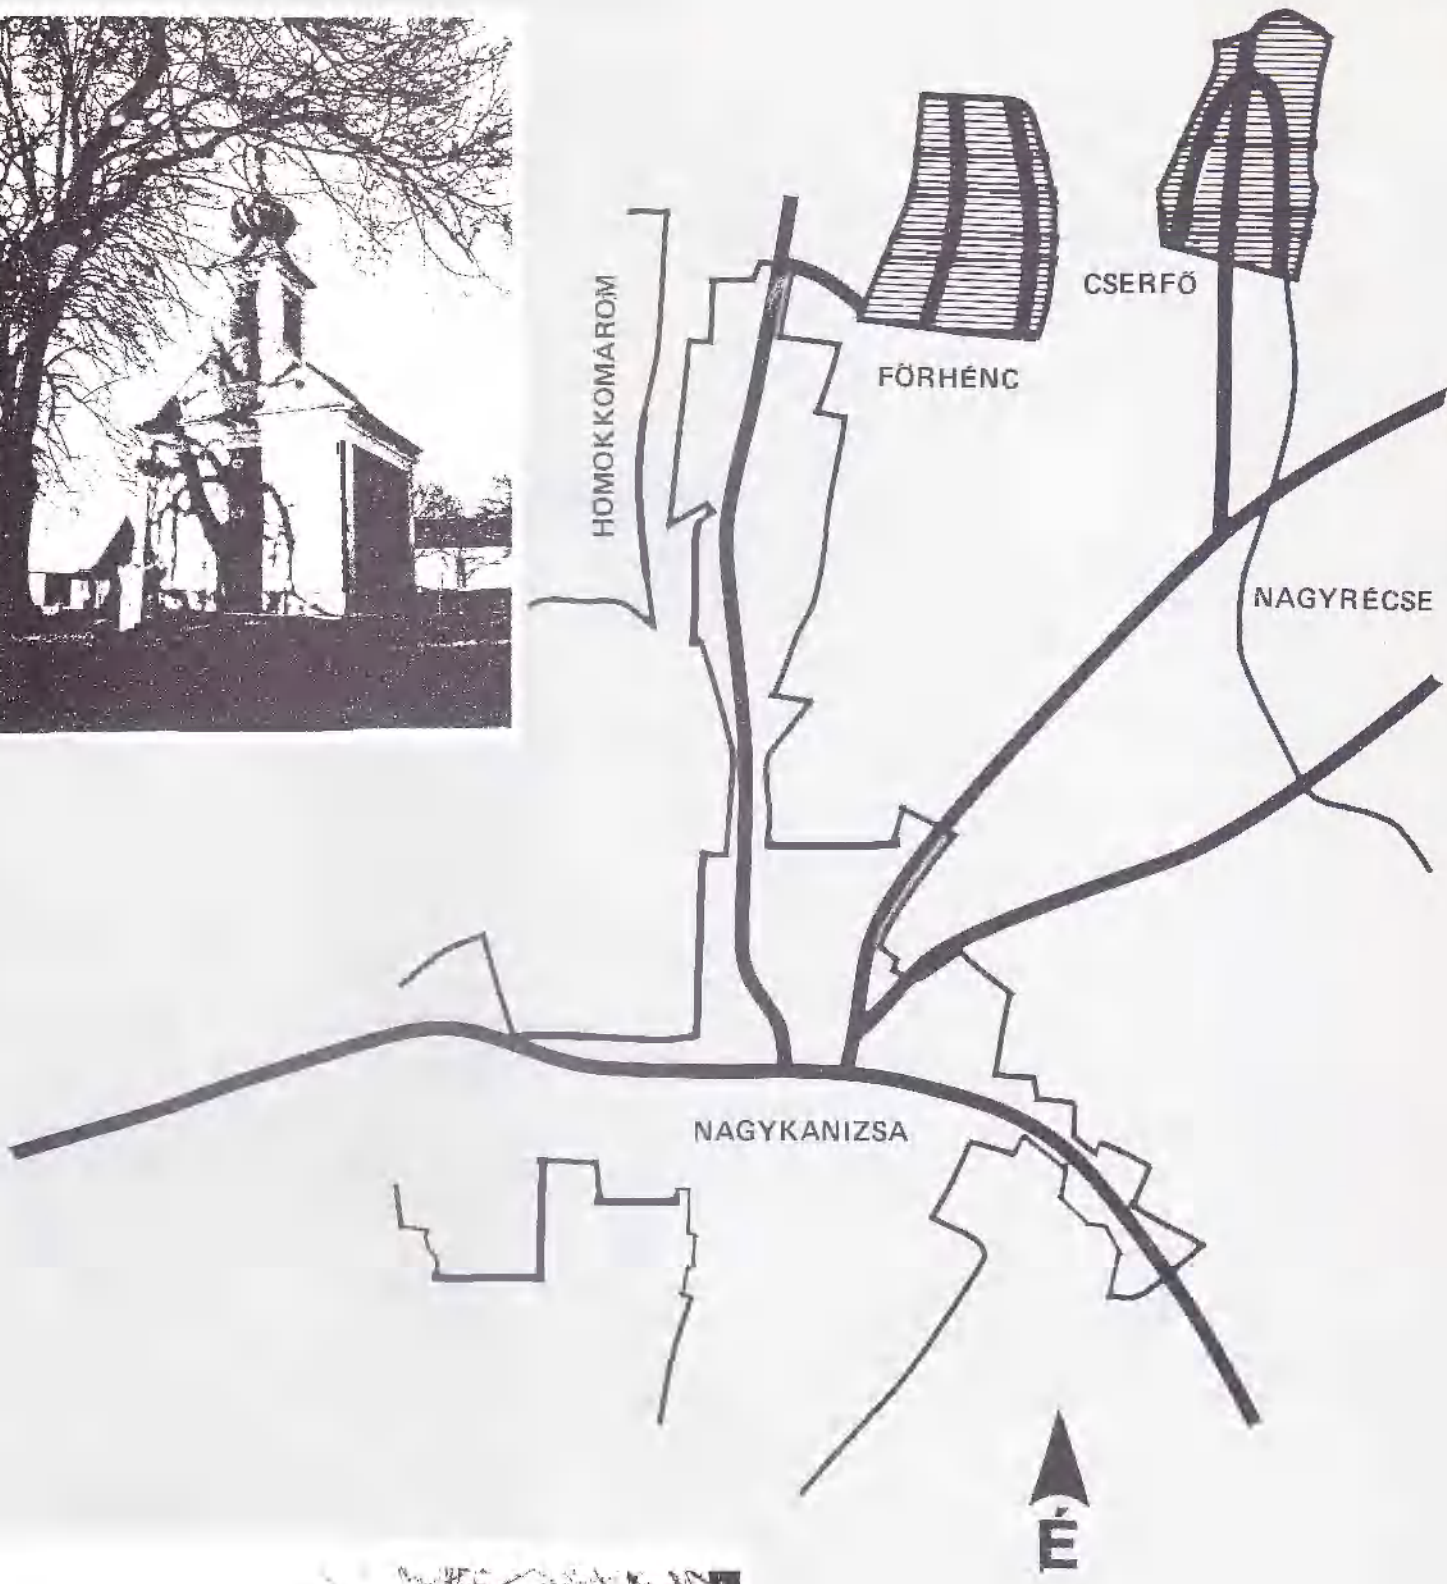 CSERFŐ
HOMOKKOMÁROM
FÖRHÉNC
NAGYRÉCSE
NAGYKANIZSA
É